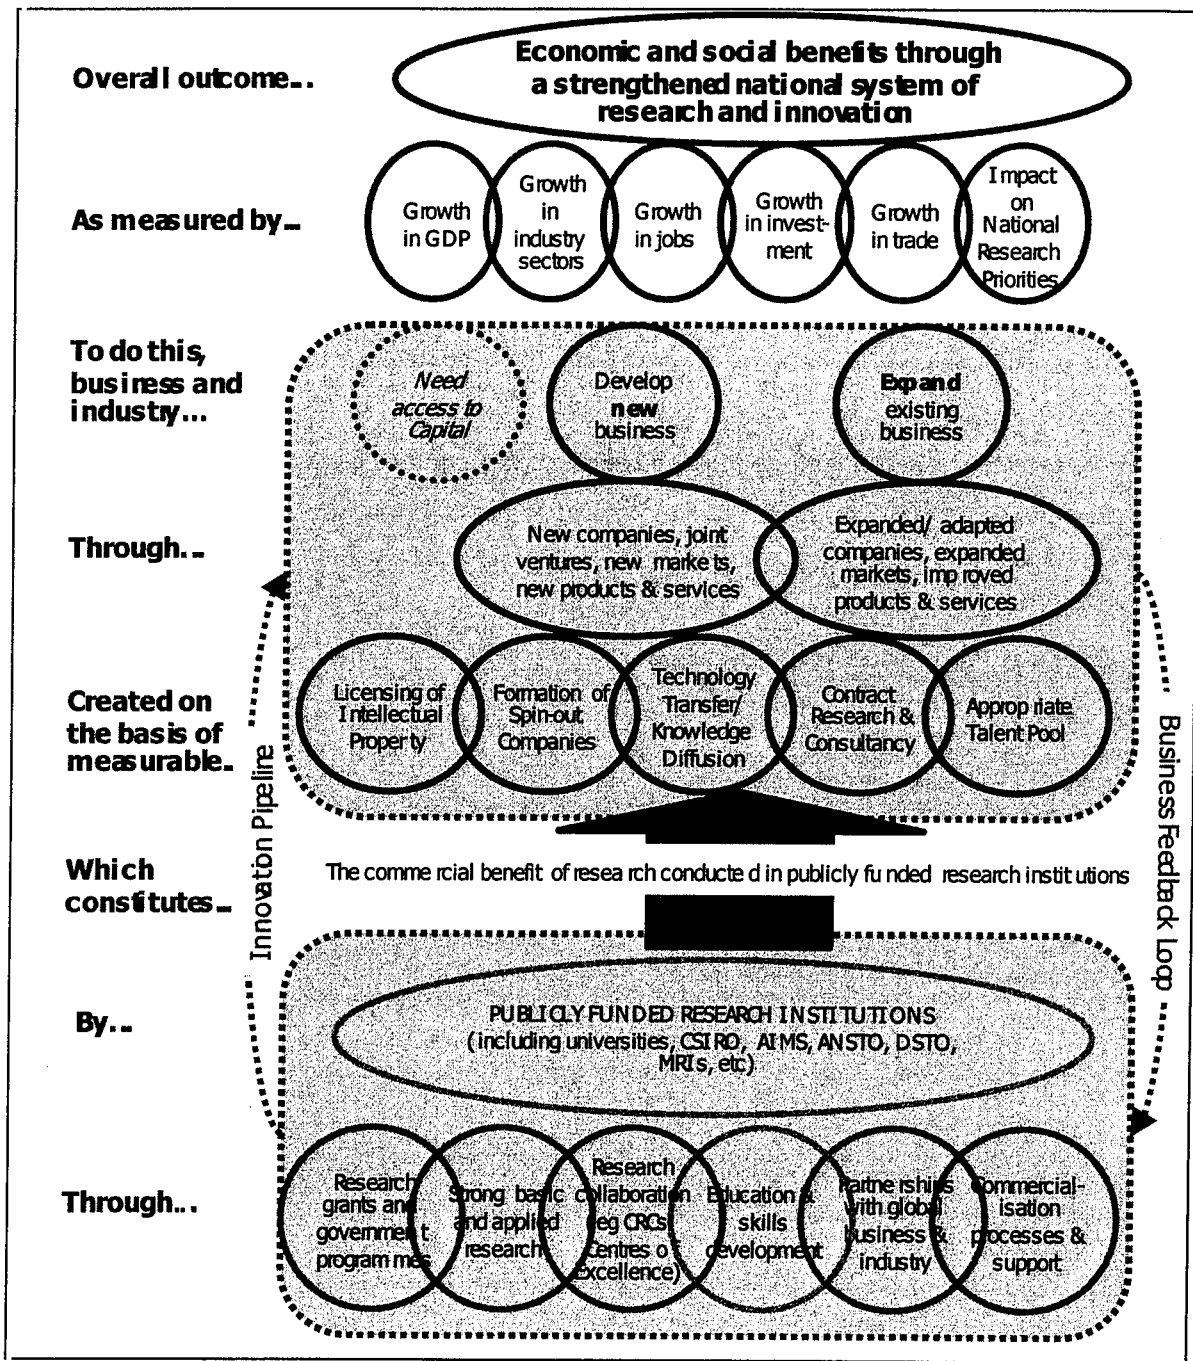 Overall outcome...
Economic and social benefits through
a strengthened national system of
research and innovation
As measured by...
Growth
in GDP
Growth
in
industry
sectors
Growth
in jobs
Growth
in invest-
ment
Growth
in trade
Impact
on
National
Research
Priorities
To do this,
business and
industry...
Need
access to
Capital
Develop
new
business
Expand
existing
business
Through...
New companies, joint
ventures, new markets,
new products & services
Expanded/ adapted
companies, expanded
markets, improved
products & services
Created on
the basis of
measurable..
Licensing of
Intellectual
Property
Formation of
Spin-out
Companies
Technology
Transfer/
Knowledge
Diffusion
Contract
Research &
Consultancy
Appropriate
Talent Pool
Innovation Pipeline
Business Feedback Loop
Which
constitutes...
The commercial benefit of research conducted in publicly funded research institutions
By...
PUBLICLY FUNDED RESEARCH INSTITUTIONS
(including universities, CSIRO, AIMS, ANSTO, DSTO,
MRIs, etc)
Through...
Research
grants and
government
programmes
Strong basic
and applied
research
Research
collaboration
(eg CRCs,
Centres of
Excellence)
Education &
skills
development
Partnerships
with global
business &
industry
Commercial-
isation
processes &
support